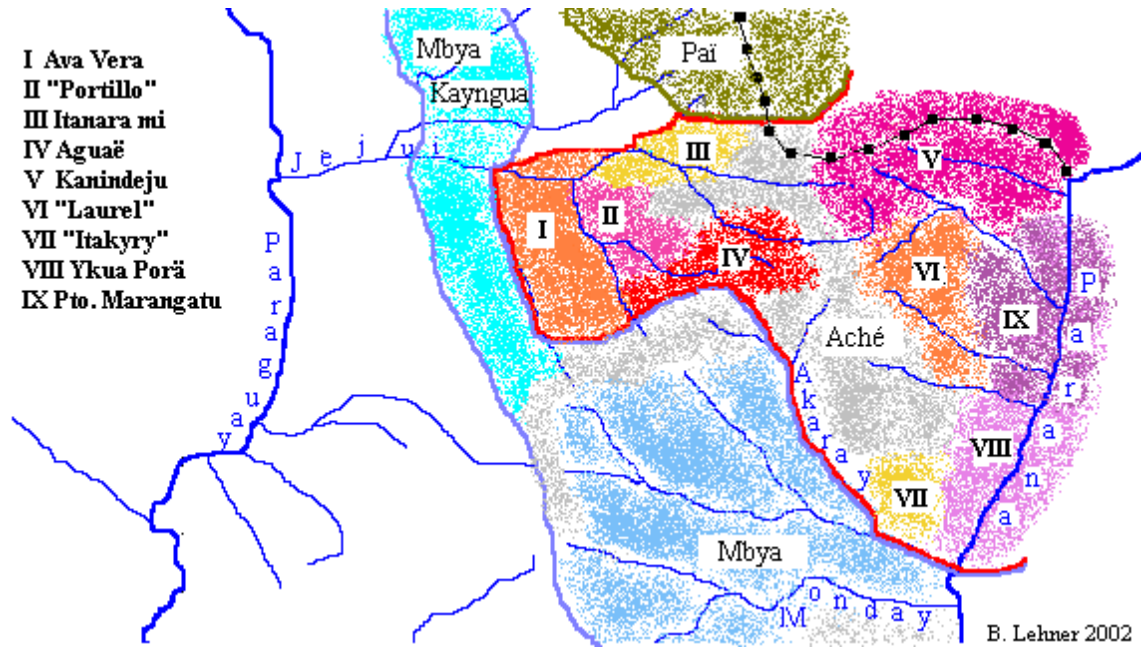 I Ava Vera
II "Portillo"
III Itanara mi
IV Aguaë
V Kanindeju
VI "Laurel"
VII "Itakyry"
VIII Ykua Porä
IX Pto. Marangatu
Mbya
Kayngua
Paï
Jejui
Paraguay
I
II
III
IV
V
VI
IX
Aché
Akaray
Paraná
VIII
VII
Mbya
Monday
B. Lehner 2002